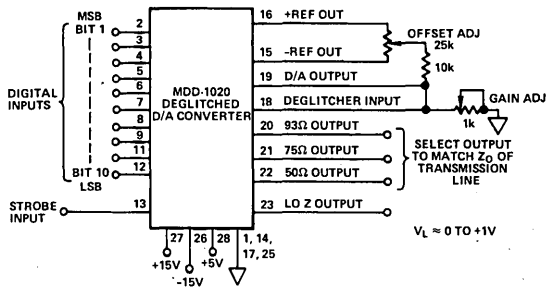 MSB
BIT 1
2
3
4
5
6
7
8
9
11
12
BIT 10
LSB
DIGITAL
INPUTS
STROBE
INPUT
13
MDD-1020
DEGLITCHED
D/A CONVERTER
16 +REF OUT
15 -REF OUT
19 D/A OUTPUT
18 DEGLITCHER INPUT
20 93Ω OUTPUT
21 75Ω OUTPUT
22 50Ω OUTPUT
23 LO Z OUTPUT
OFFSET ADJ
25k
10k
GAIN ADJ
1k
SELECT OUTPUT
TO MATCH ZO OF
TRANSMISSION
LINE
VL ≈ 0 TO +1V
27
26
28
1, 14,
17, 25
+15V
-15V
+5V